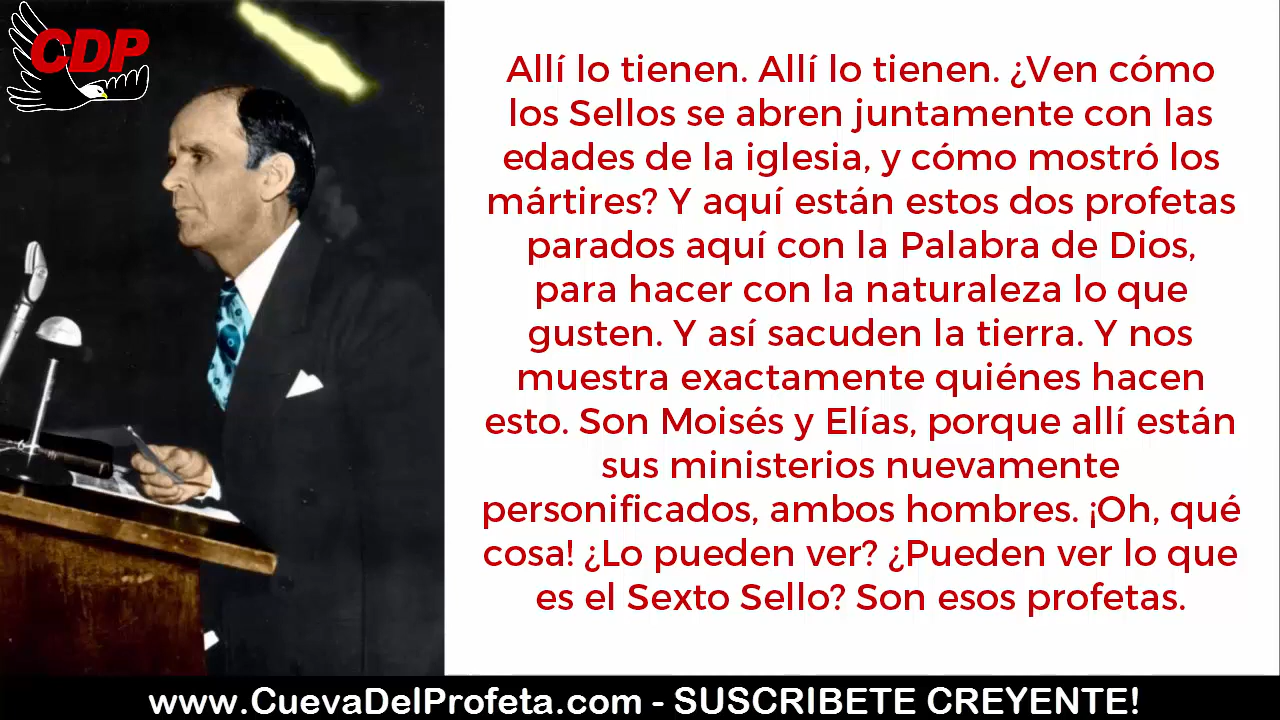 CDP
Allí lo tienen. Allí lo tienen. ¿Ven cómo
los Sellos se abren juntamente con las
edades de la iglesia, y cómo mostró los
mártires? Y aquí están estos dos profetas
parados aquí con la Palabra de Dios,
para hacer con la naturaleza lo que
gusten. Y así sacuden la tierra. Y nos
muestra exactamente quiénes hacen
esto. Son Moisés y Elías, porque allí están
sus ministerios nuevamente
personificados, ambos hombres. ¡Oh, qué
cosa! ¿Lo pueden ver? ¿Pueden ver lo que
es el Sexto Sello? Son esos profetas.
www.CuevaDelProfeta.com - SUSCRIBETE CREYENTE!